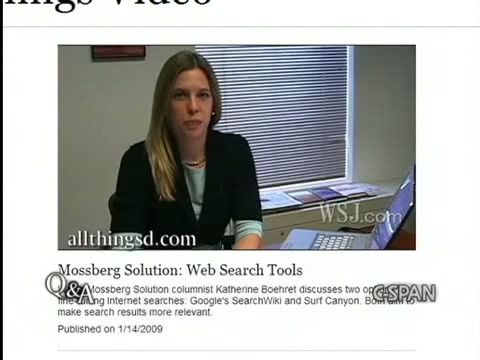 ings Video
WSJ.com
allthingsd.com
Mossberg Solution: Web Search Tools
Mossberg Solution columnist Katherine Boehret discusses two op
fine-tuning Internet searches: Google's SearchWiki and Surf Canyon. Both aim to
make search results more relevant.
Published on 1/14/2009
Q&A
C-SPAN